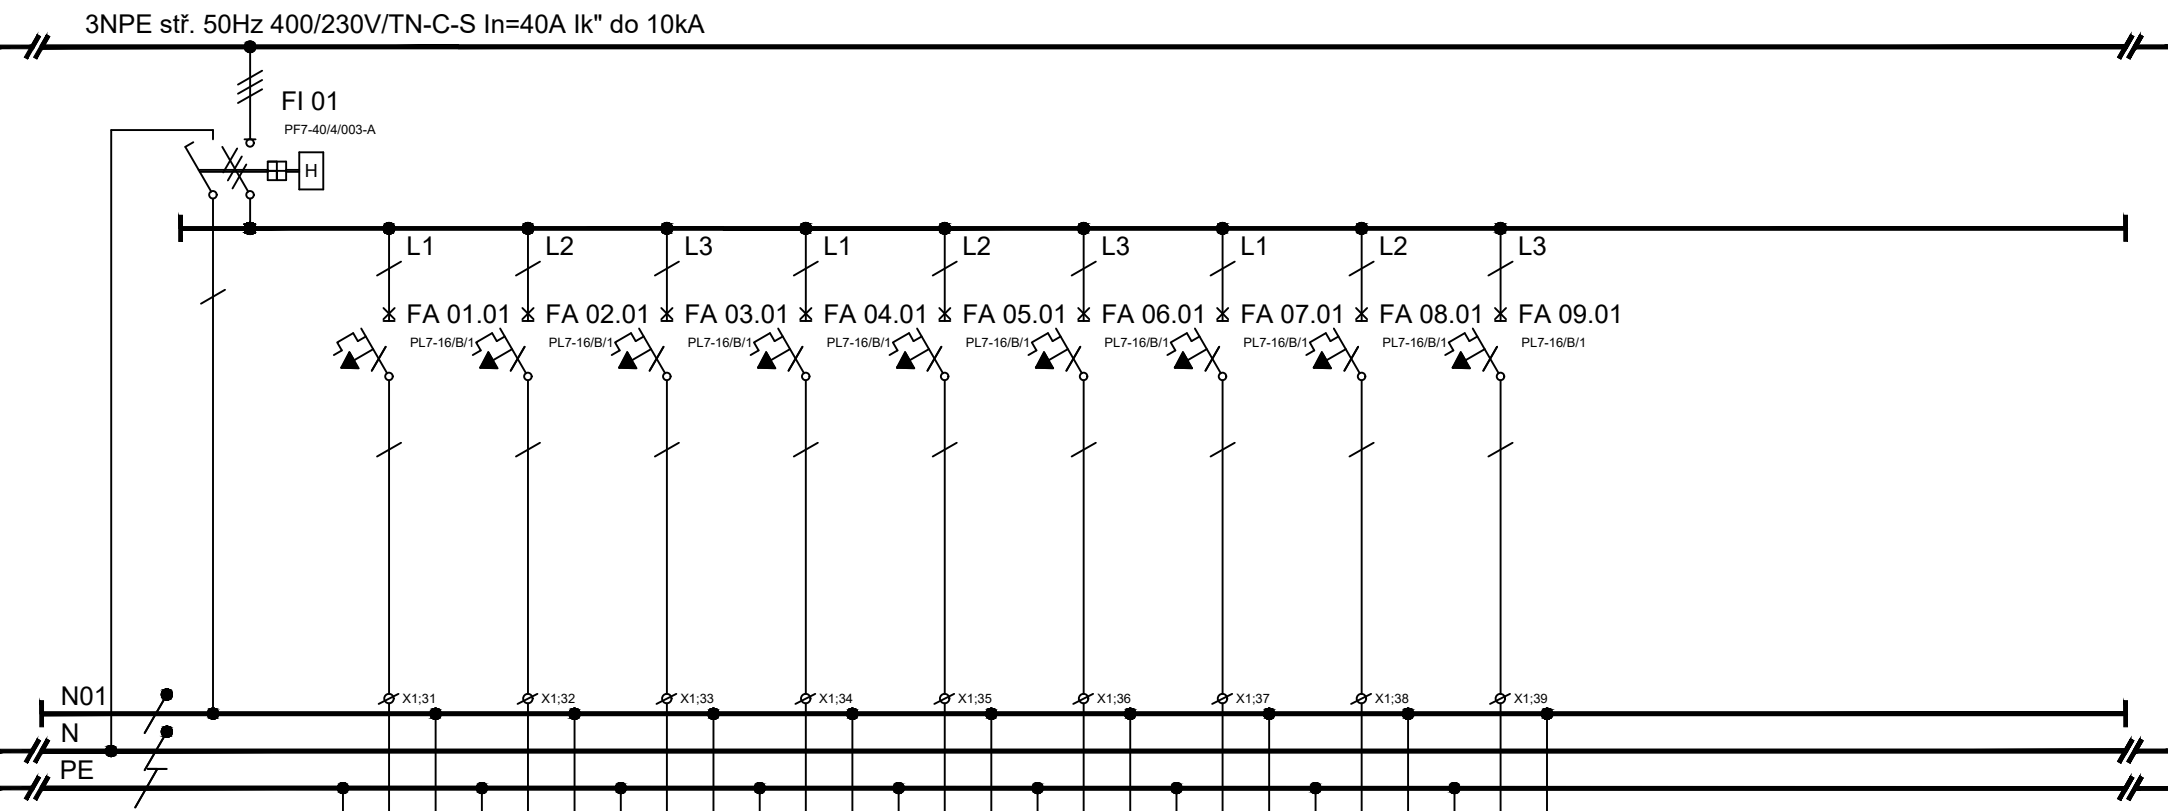 3NPE stř. 50Hz 400/230V/TN-C-S In=40A Ik" do 10kA
FI 01
PF7-40/4/003-A
H
L1 L2 L3 L1 L2 L3 L1 L2 L3
FA 01.01 FA 02.01 FA 03.01 FA 04.01 FA 05.01 FA 06.01 FA 07.01 FA 08.01 FA 09.01
PL7-16/B/1 PL7-16/B/1 PL7-16/B/1 PL7-16/B/1 PL7-16/B/1 PL7-16/B/1 PL7-16/B/1 PL7-16/B/1 PL7-16/B/1
N01 X1;31 X1;32 X1;33 X1;34 X1;35 X1;36 X1;37 X1;38 X1;39
N
PE